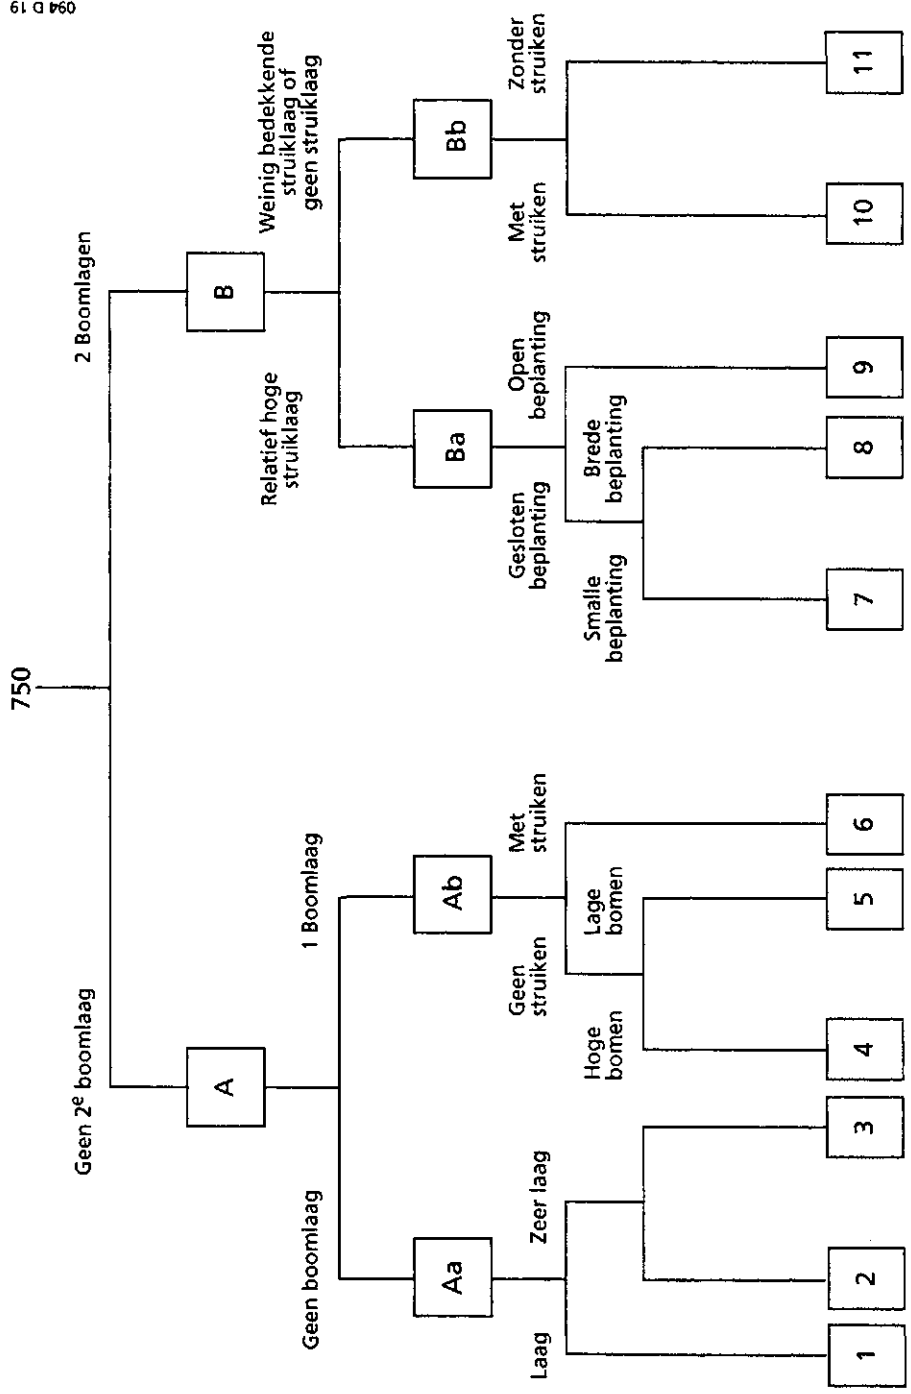 094 D 19
750
Geen 2e boomlaag
2 Boomlagen
A
B
Geen boomlaag
1 Boomlaag
Relatief hoge
struiklaag
Weinig bedekkende
struiklaag of
geen struiklaag
Aa
Ab
Ba
Bb
Laag
Zeer laag
Geen
struiken
Met
struiken
Gesloten
beplanting
Open
beplanting
Met
struiken
Zonder
struiken
Hoge
bomen
Lage
bomen
Smalle
beplanting
Brede
beplanting
1
2
3
4
5
6
7
8
9
10
11